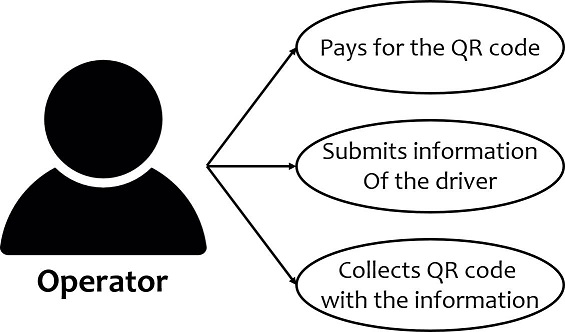 Pays for the QR code
Submits information
Of the driver
Collects QR code
with the information
Operator